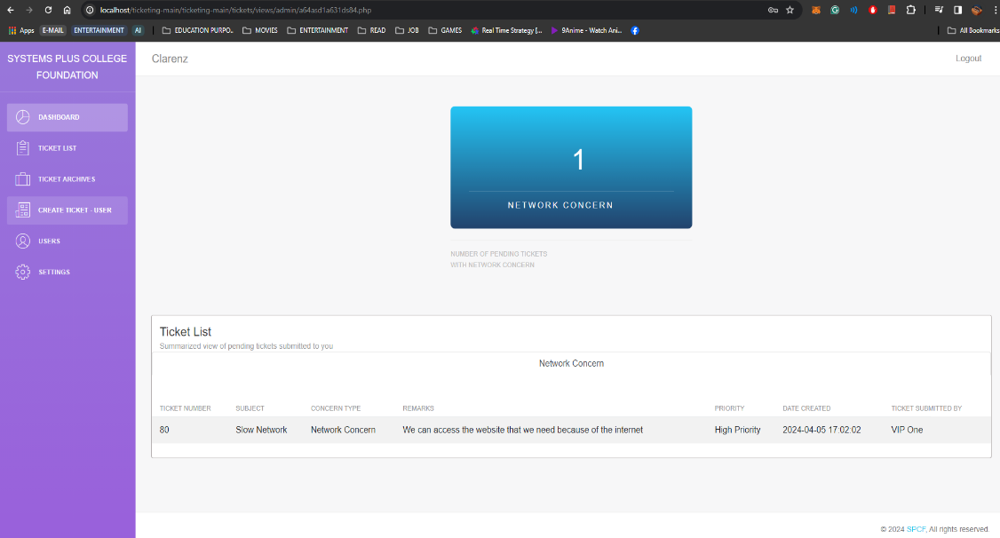 localhost/ticketing-main/ticketing-main/tickets/views/admin/a64asd1a631ds84.php
Apps E-MAIL ENTERTAINMENT AI EDUCATION PURPO.. MOVIES ENTERTAINMENT READ JOB GAMES Real Time Strategy [... 9Anime - Watch Ani... All Bookmarks
SYSTEMS PLUS COLLEGE
FOUNDATION
Clarenz
Logout
DASHBOARD
TICKET LIST
TICKET ARCHIVES
CREATE TICKET - USER
USERS
SETTINGS
1
NETWORK CONCERN
NUMBER OF PENDING TICKETS
WITH NETWORK CONCERN
Ticket List
Summarized view of pending tickets submitted to you
Network Concern
TICKET NUMBER SUBJECT CONCERN TYPE REMARKS PRIORITY DATE CREATED TICKET SUBMITTED BY
80 Slow Network Network Concern We can access the website that we need because of the internet High Priority 2024-04-05 17:02:02 VIP One
© 2024 SPCF, All rights reserved.